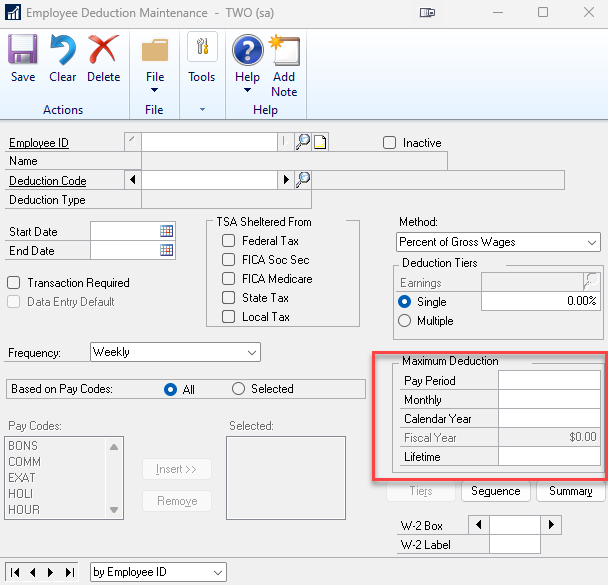 Employee Deduction Maintenance - TWO (sa)
Save Clear Delete File Tools Help Add Note
Actions File Help
Employee ID Inactive
Name
Deduction Code
Deduction Type
Start Date
End Date
Transaction Required
Data Entry Default
TSA Sheltered From
Federal Tax
FICA Soc Sec
FICA Medicare
State Tax
Local Tax
Method:
Percent of Gross Wages
Deduction Tiers
Earnings
Single 0.00%
Multiple
Frequency: Weekly
Based on Pay Codes: All Selected
Maximum Deduction
Pay Period
Monthly
Calendar Year
Fiscal Year $0.00
Lifetime
Pay Codes:
BONS
COMM
EXAT
HOLI
HOUR
Insert >>
Remove
Selected:
Tiers Sequence Summary
W-2 Box
W-2 Label
by Employee ID